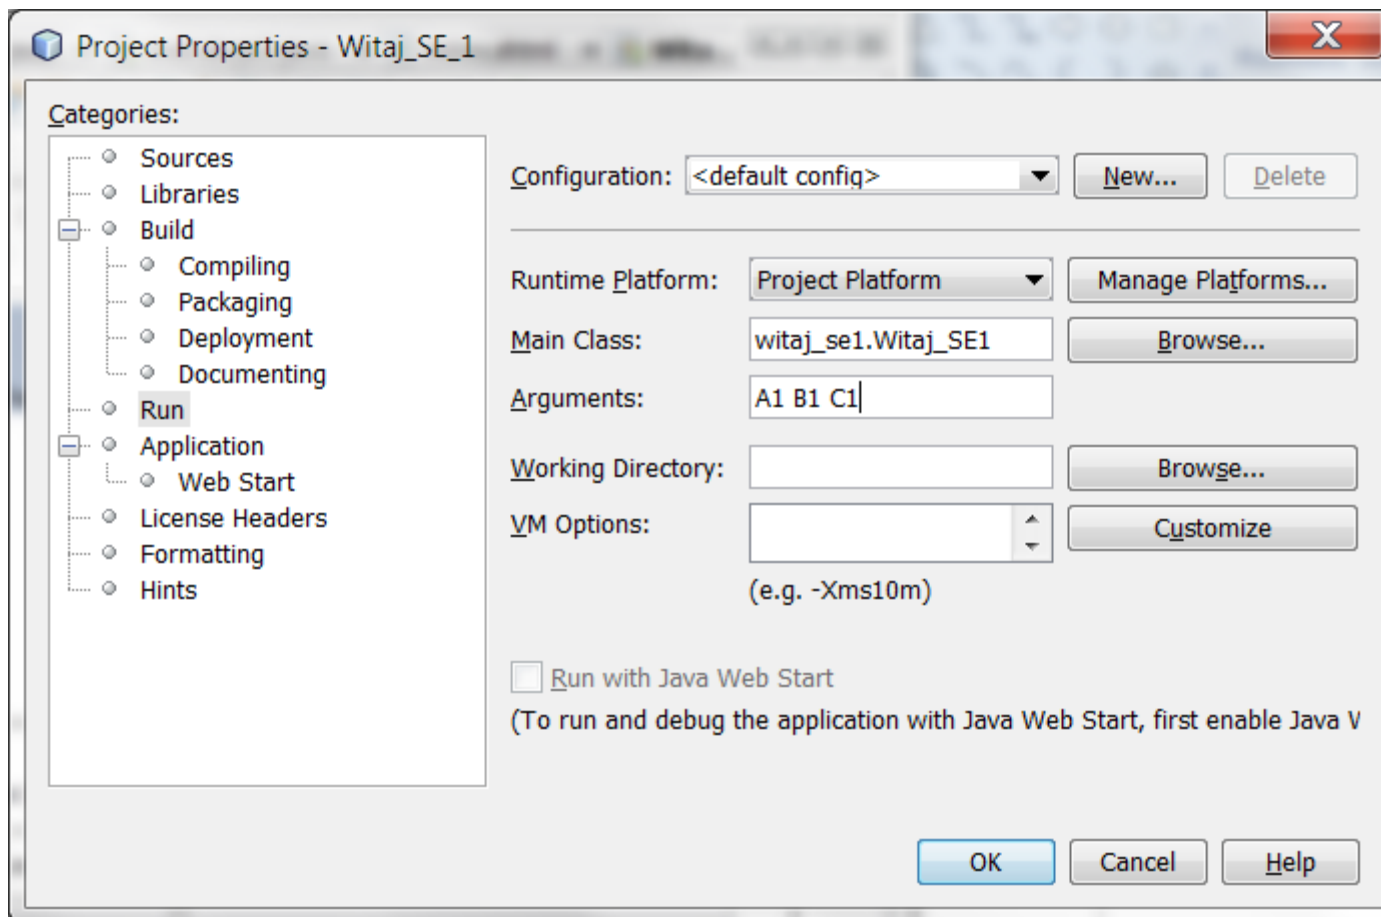 Project Properties - Witaj_SE_1
Categories:
Sources
Libraries
Build
Compiling
Packaging
Deployment
Documenting
Run
Application
Web Start
License Headers
Formatting
Hints
Configuration: <default config> New... Delete
Runtime Platform: Project Platform Manage Platforms...
Main Class: witaj_se1.Witaj_SE1 Browse...
Arguments: A1 B1 C1
Working Directory: Browse...
VM Options: Customize
(e.g. -Xms10m)
Run with Java Web Start
(To run and debug the application with Java Web Start, first enable Java
OK Cancel Help